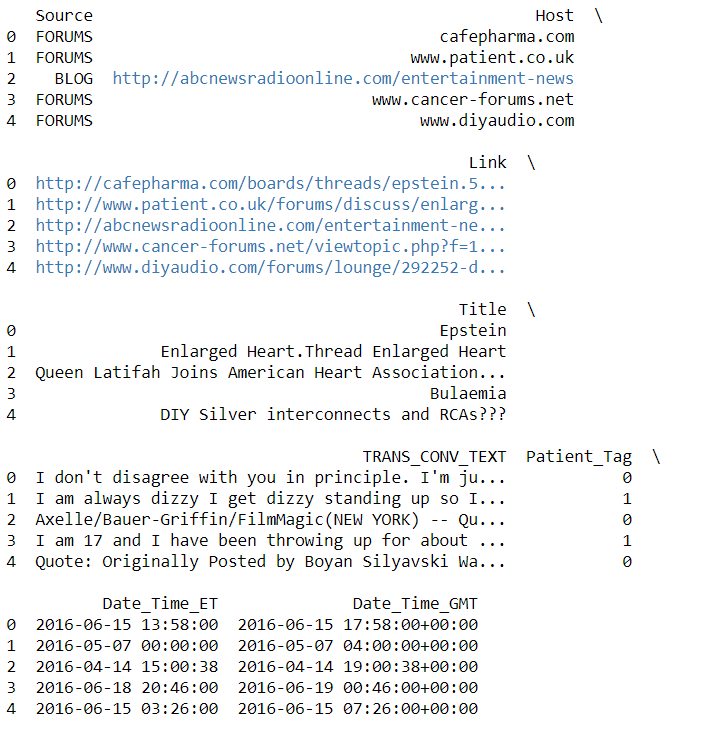 Source Host \
0 FORUMS cafepharma.com
1 FORUMS www.patient.co.uk
2 BLOG http://abcnewsradioonline.com/entertainment-news
3 FORUMS www.cancer-forums.net
4 FORUMS www.diyaudio.com
Link \
0 http://cafepharma.com/boards/threads/epstein.5...
1 http://www.patient.co.uk/forums/discuss/enlarg...
2 http://abcnewsradioonline.com/entertainment-ne...
3 http://www.cancer-forums.net/viewtopic.php?f=1...
4 http://www.diyaudio.com/forums/lounge/292252-d...
Title \
0 Epstein
1 Enlarged Heart.Thread Enlarged Heart
2 Queen Latifah Joins American Heart Association...
3 Bulaemia
4 DIY Silver interconnects and RCAs???
TRANS_CONV_TEXT Patient_Tag \
0 I don't disagree with you in principle. I'm ju... 0
1 I am always dizzy I get dizzy standing up so I... 1
2 Axelle/Bauer-Griffin/FilmMagic(NEW YORK) -- Qu... 0
3 I am 17 and I have been throwing up for about ... 1
4 Quote: Originally Posted by Boyan Silyavski Wa... 0
Date_Time_ET Date_Time_GMT
0 2016-06-15 13:58:00 2016-06-15 17:58:00+00:00
1 2016-05-07 00:00:00 2016-05-07 04:00:00+00:00
2 2016-04-14 15:00:38 2016-04-14 19:00:38+00:00
3 2016-06-18 20:46:00 2016-06-19 00:46:00+00:00
4 2016-06-15 03:26:00 2016-06-15 07:26:00+00:00